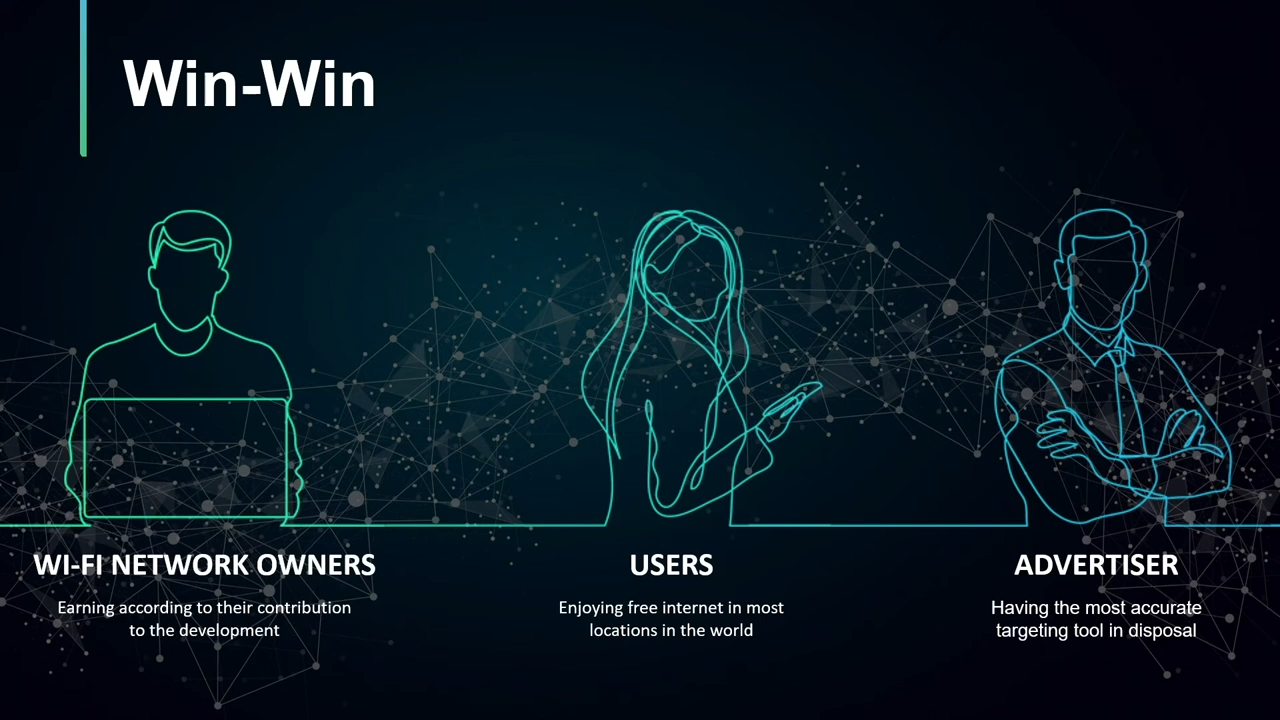 Win-Win
WI-FI NETWORK OWNERS
Earning according to their contribution
to the development
USERS
Enjoying free internet in most
locations in the world
ADVERTISER
Having the most accurate
targeting tool in disposal